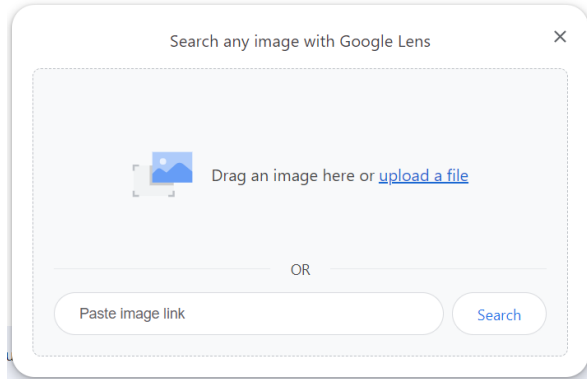 Search any image with Google Lens
Drag an image here or upload a file
OR
Paste image link
Search